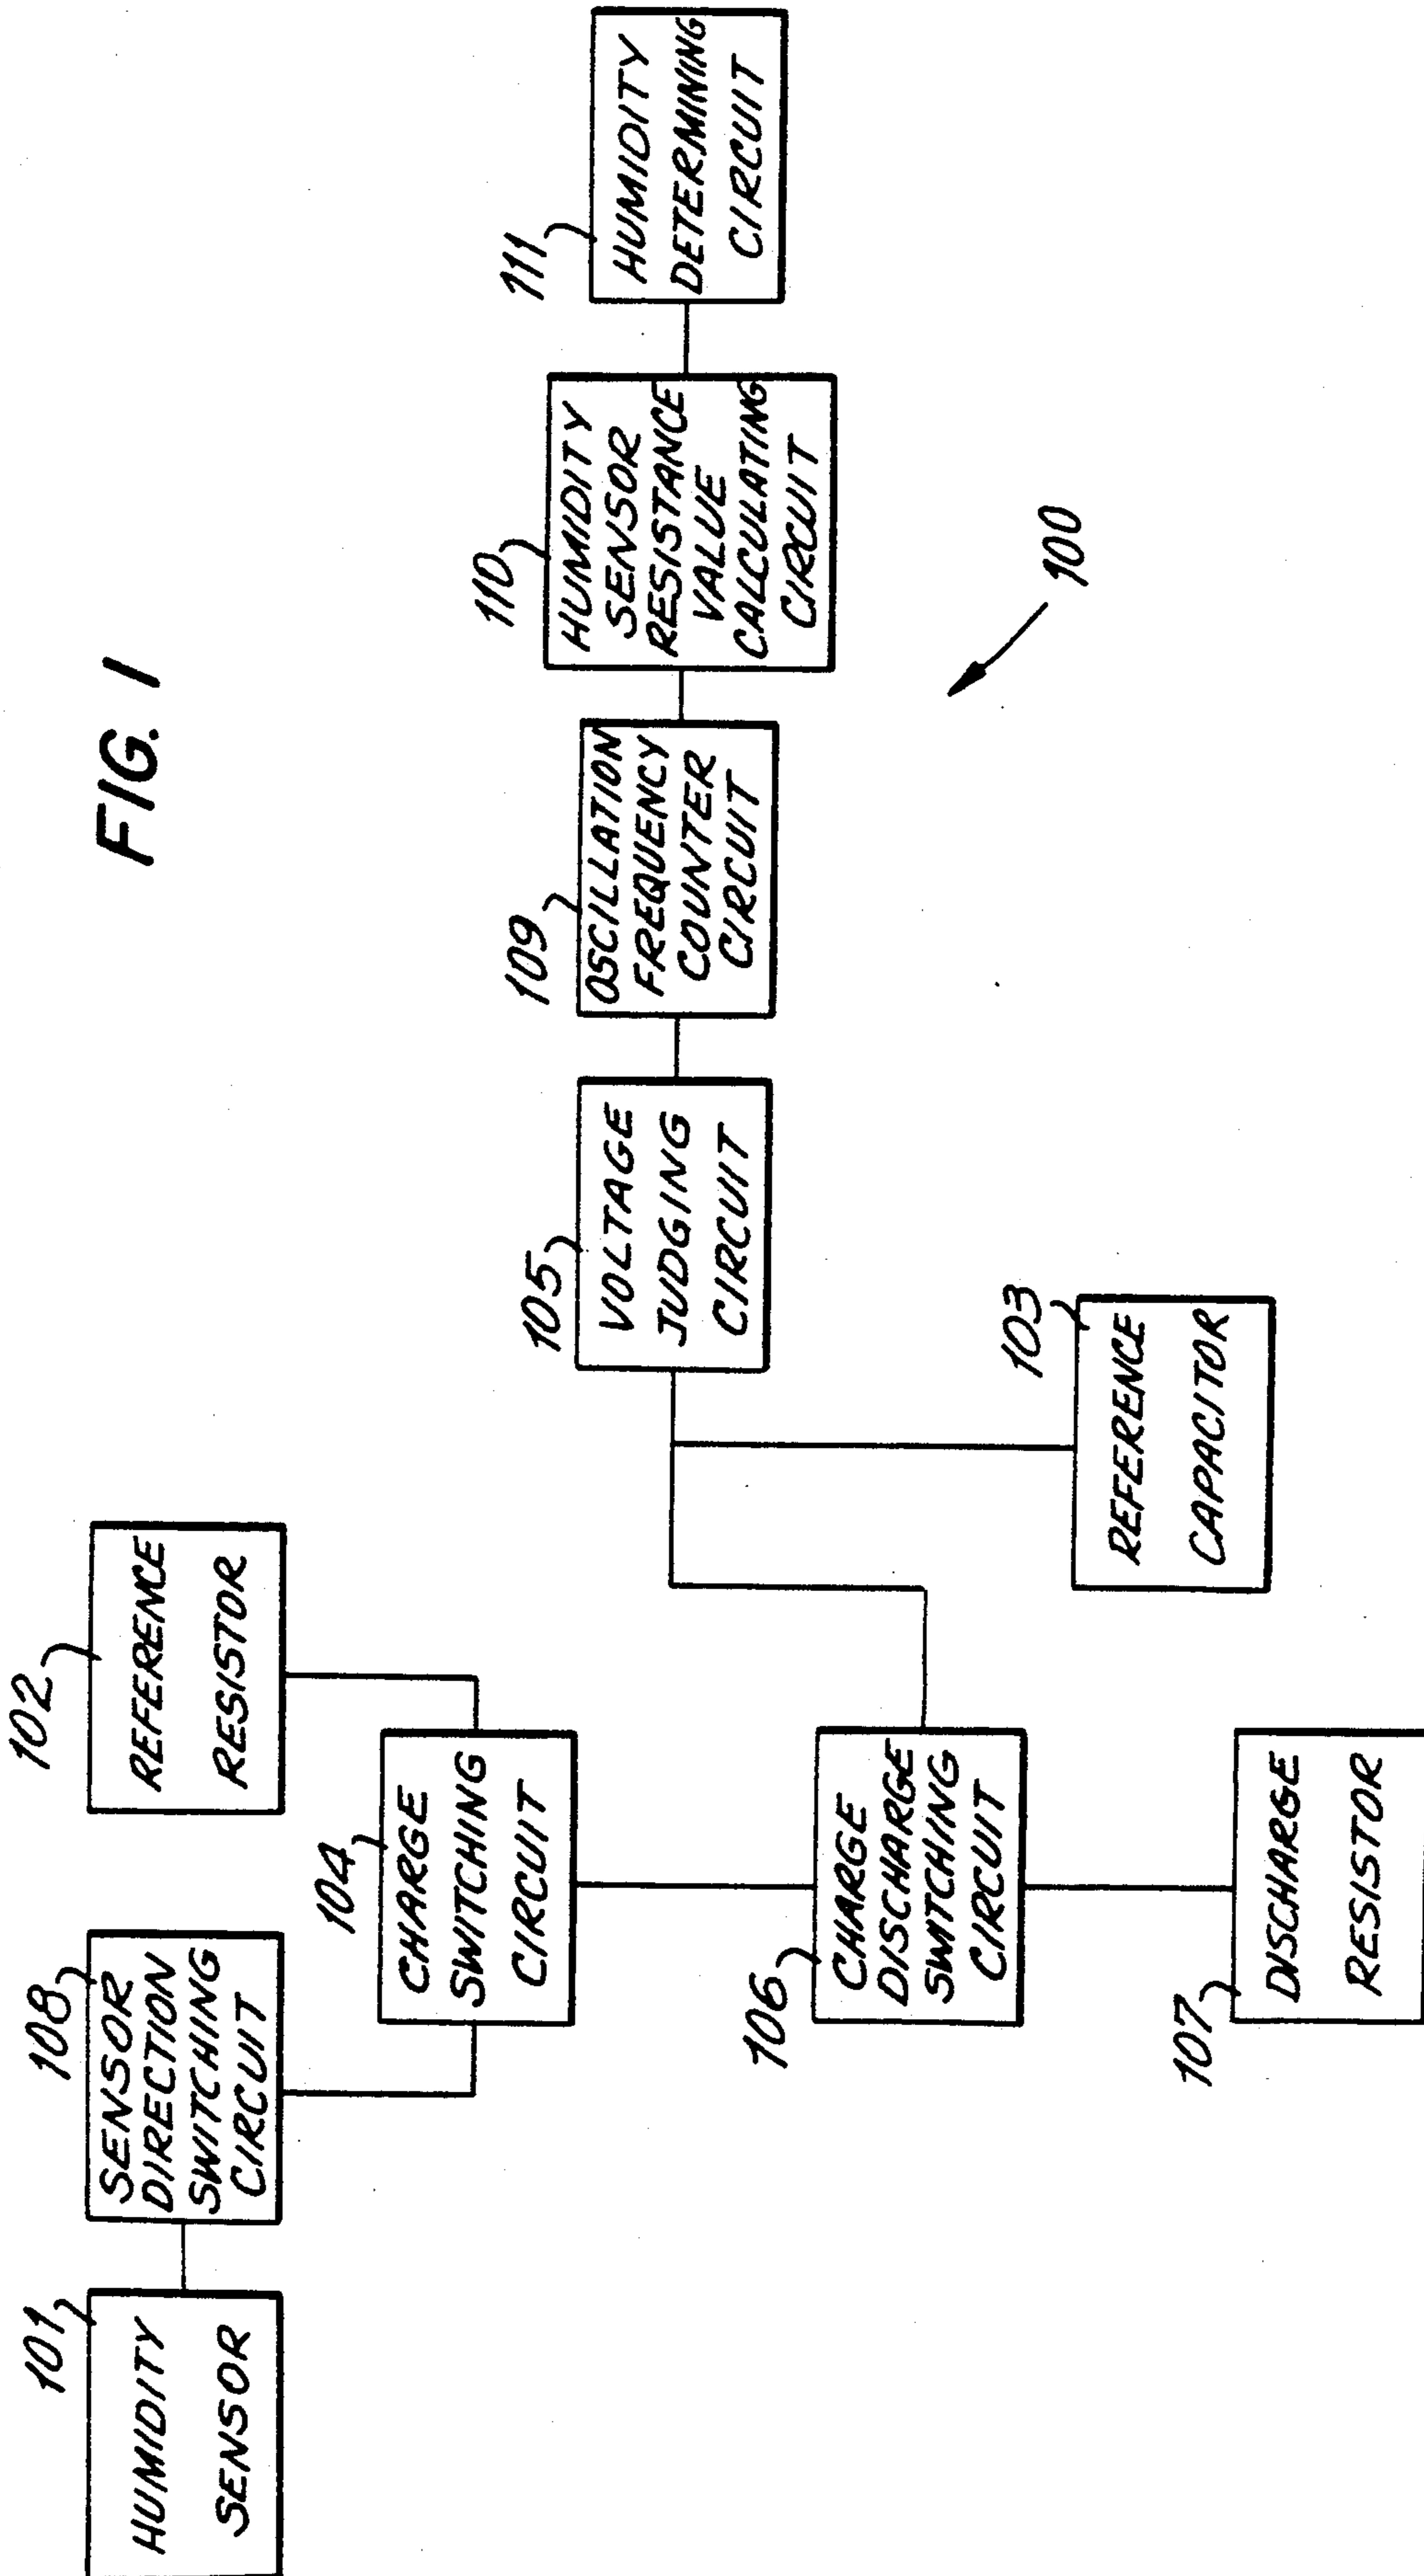 FIG. 1
101
HUMIDITY
SENSOR
108
SENSOR
DIRECTION
SWITCHING
CIRCUIT
102
REFERENCE
RESISTOR
104
CHARGE
SWITCHING
CIRCUIT
106
CHARGE
DISCHARGE
SWITCHING
CIRCUIT
107
DISCHARGE
RESISTOR
103
REFERENCE
CAPACITOR
105
VOLTAGE
JUDGING
CIRCUIT
109
OSCILLATION
FREQUENCY
COUNTER
CIRCUIT
110
HUMIDITY
SENSOR
RESISTANCE
VALUE
CALCULATING
CIRCUIT
111
HUMIDITY
DETERMINING
CIRCUIT
100